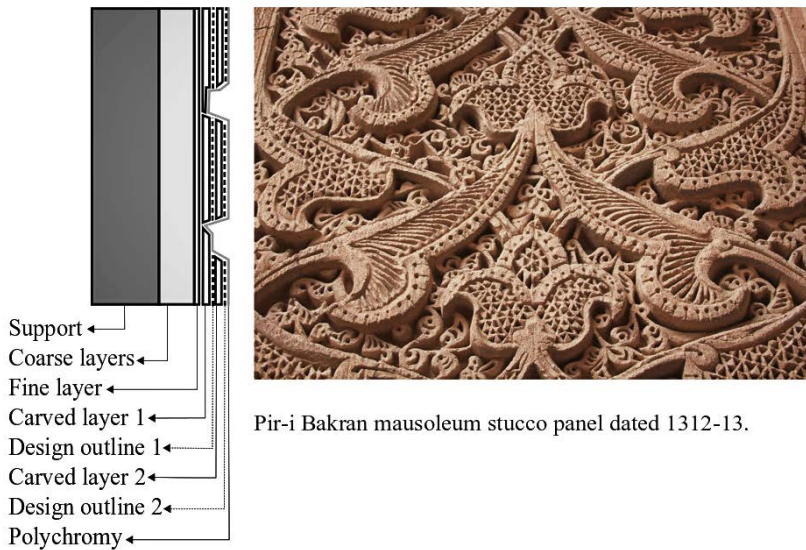 Support
Coarse layers
Fine layer
Carved layer 1
Design outline 1
Carved layer 2
Design outline 2
Polychromy
Pir-i Bakran mausoleum stucco panel dated 1312-13.